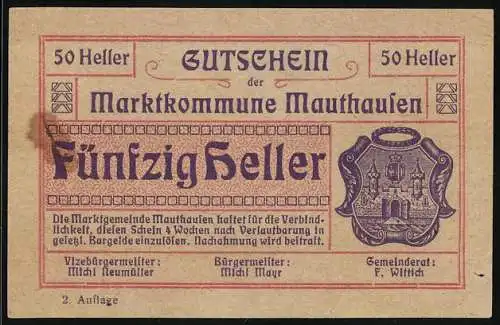 50 Heller GUTSCHEIN 50 Heller
der
Marktkommune Mauthausen
Fünfzig Heller
Die Marktgemeinde Mauthausen haftet für die Verbind-
lichkeit, diesen Schein 4 Wochen nach Verlautbarung in
gesetzl. Bargelde einzulösen. Nachahmung wird bestraft.
Vizebürgermeister: Bürgermeister: Gemeinderat:
Michl Neumüller Michl Mayr F. Wittich
2. Auflage